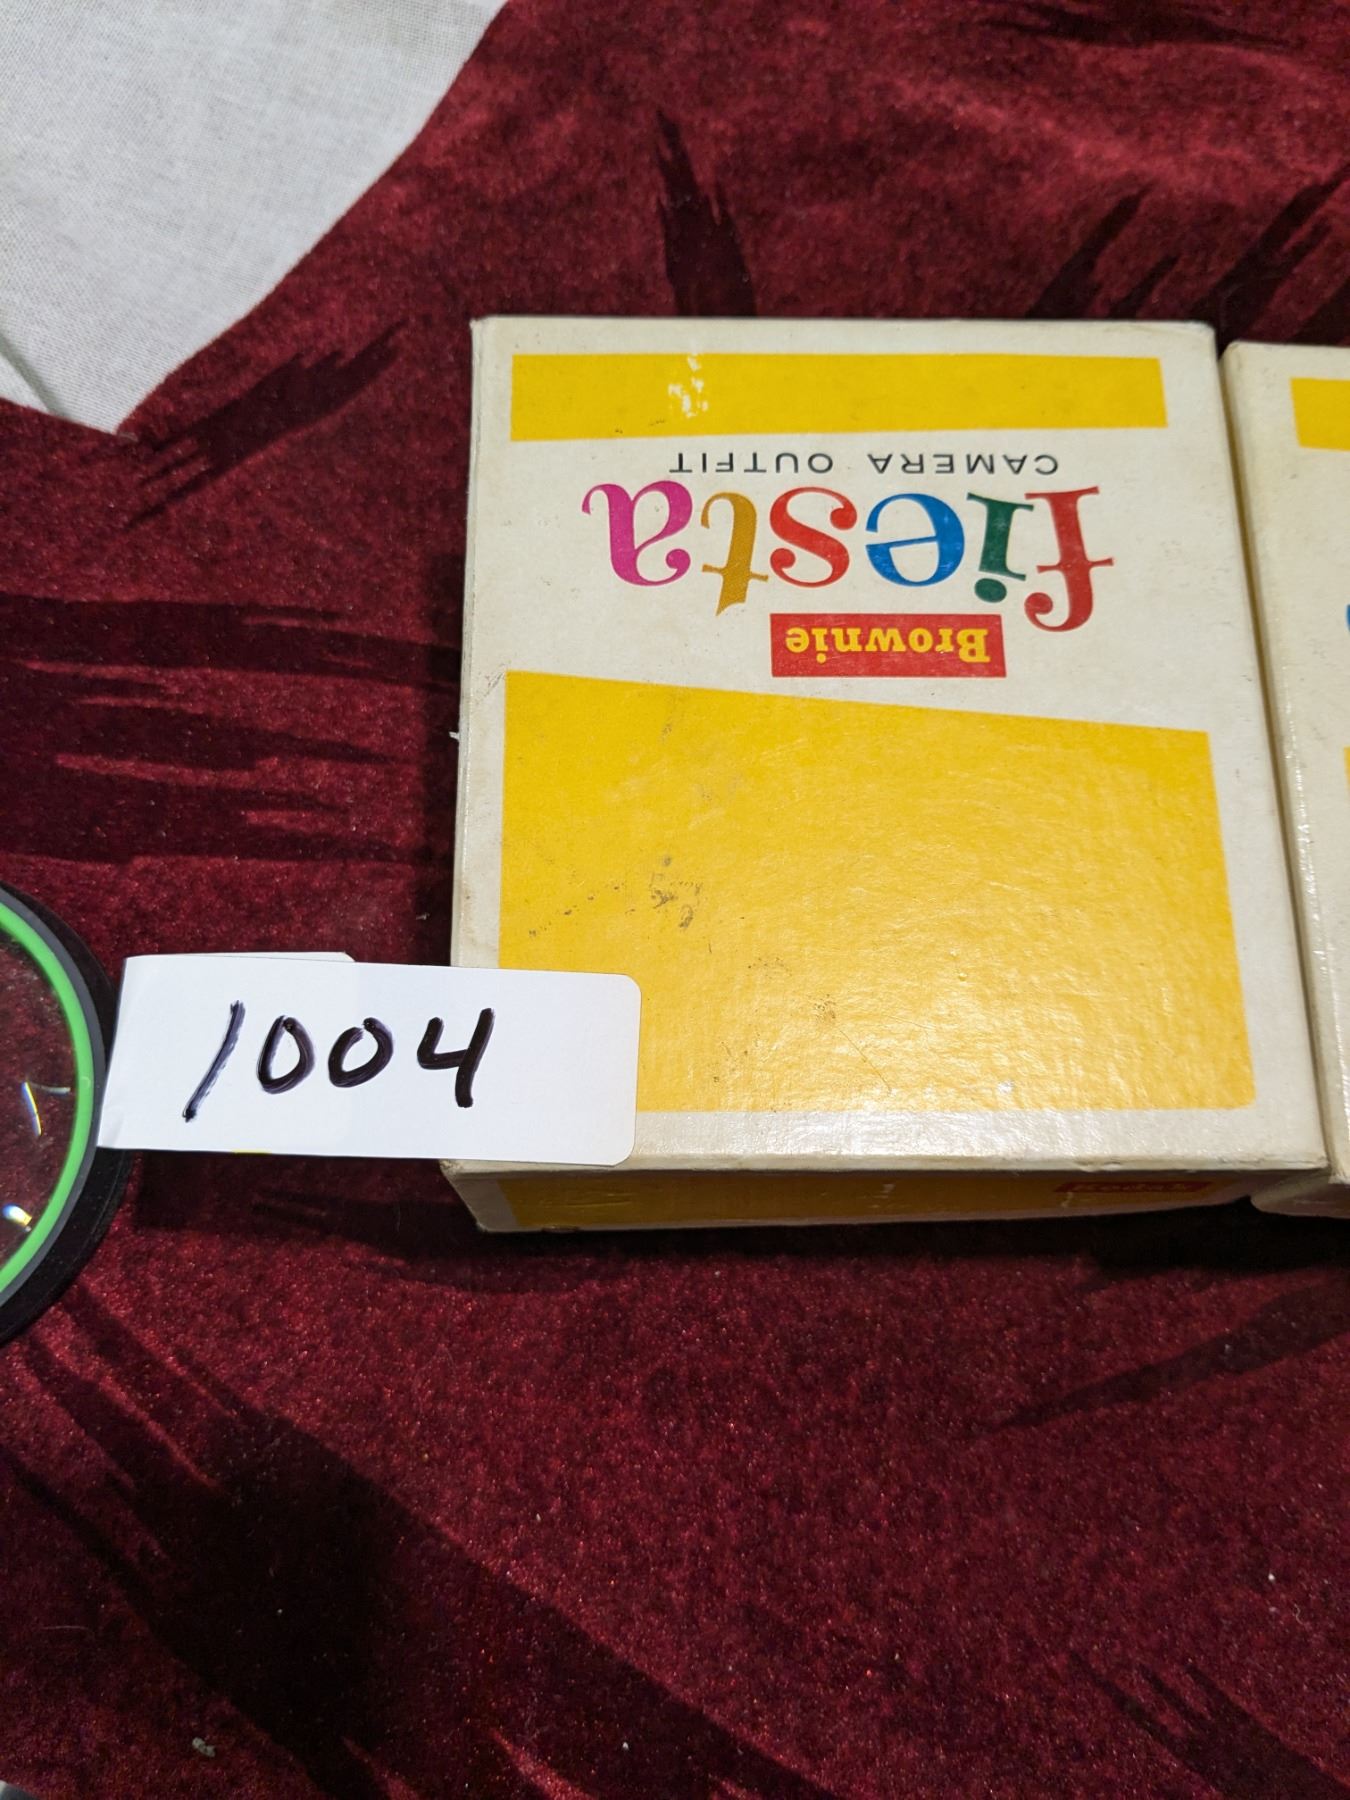 Brownie
fiesta
CAMERA OUTFIT
1004